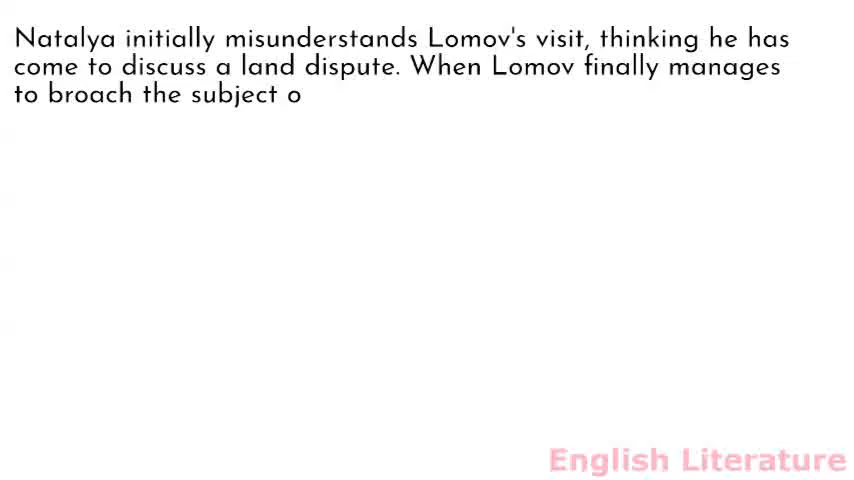 Natalya initially misunderstands Lomov's visit, thinking he has
come to discuss a land dispute. When Lomov finally manages
to broach the subject o
English Literature